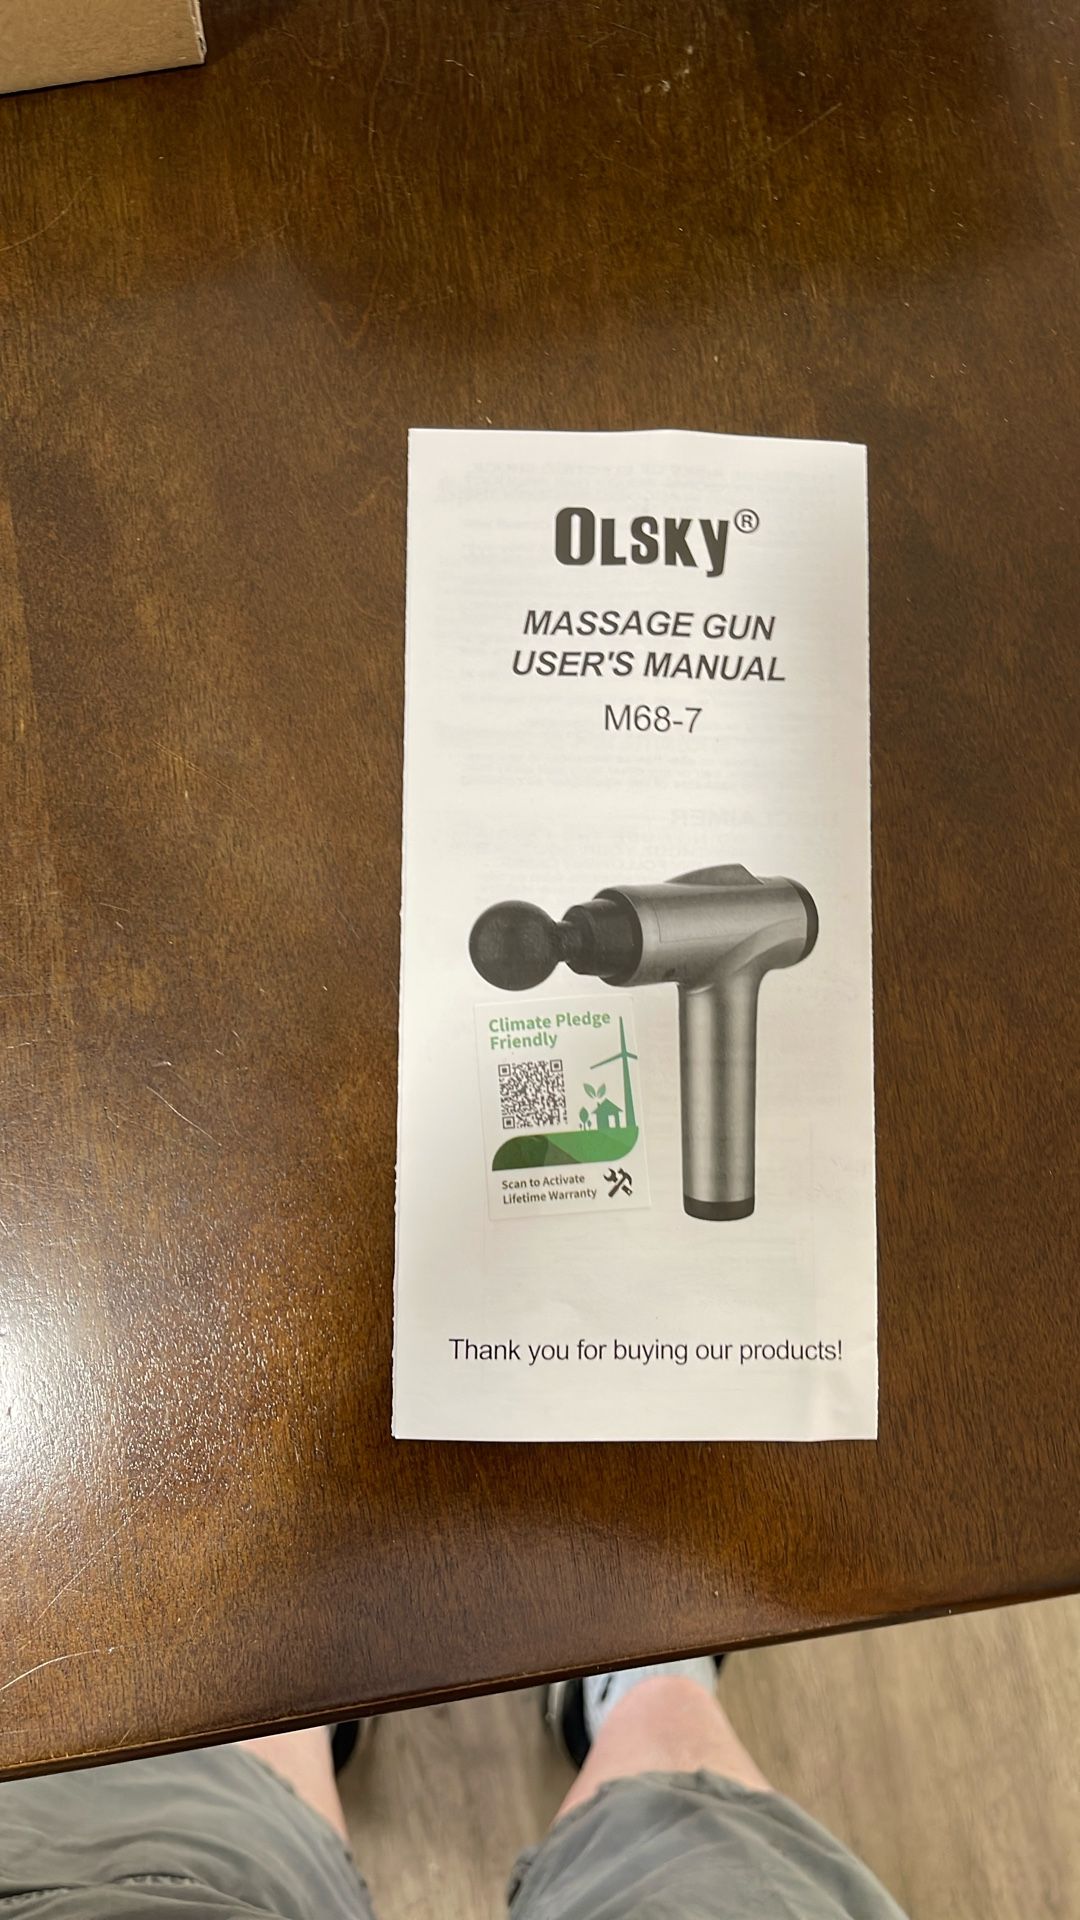 OLSKY®
MASSAGE GUN
USER'S MANUAL
M68-7
Climate Pledge
Friendly
Scan to Activate
Lifetime Warranty
Thank you for buying our products!